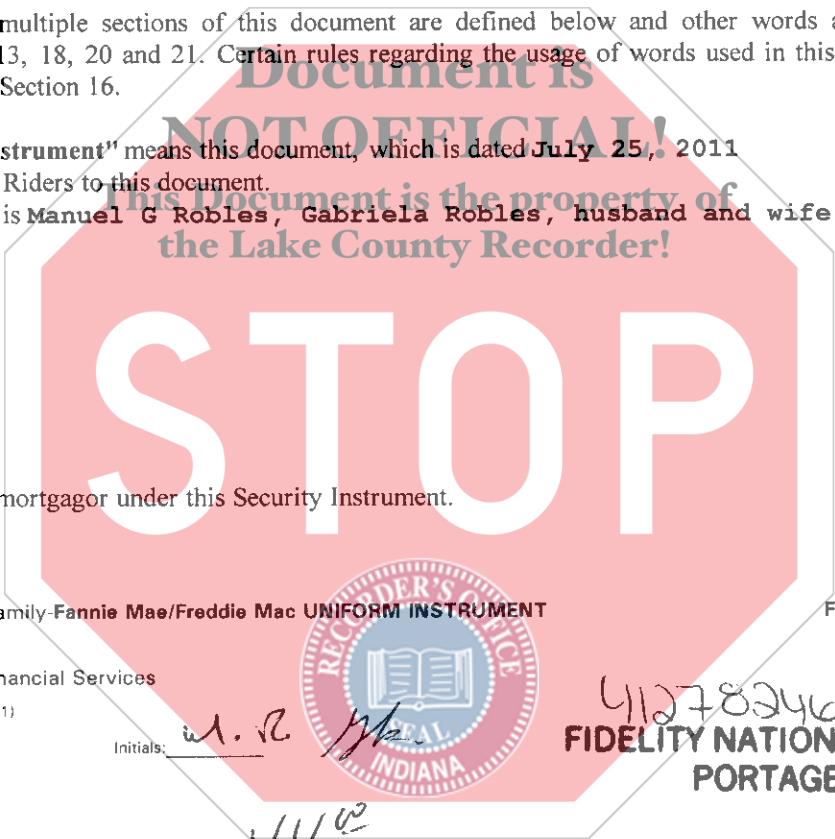 multiple sections of this document are defined below and other words
13, 18, 20 and 21. Certain rules regarding the usage of words used in this
Section 16.
Document is
NOT OFFICIAL!
This Document is the property of
the Lake County Recorder!
strument" means this document, which is dated July 25, 2011
Riders to this document.
is Manuel G Robles, Gabriela Robles, husband and wife
STOP
mortgagor under this Security Instrument.
amily-Fannie Mae/Freddie Mac UNIFORM INSTRUMENT F
nancial Services
1)
Initials: M. R.
RECORDER'S OFFICE
SEAL
INDIANA
41278246
FIDELITY NATION
PORTAGE